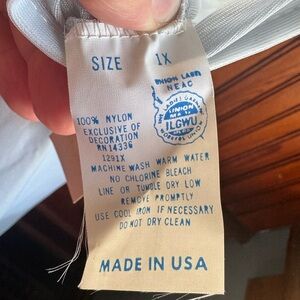 SIZE 1X
UNION LABEL
NEAC
UNION
MADE
ILGWU
100% NYLON
EXCLUSIVE OF
DECORATION
RN14336
1291X
MACHINE WASH WARM WATER
NO CHLORINE BLEACH
LINE OR TUMBLE DRY LOW
REMOVE PROMPTLY
USE COOL IRON IF NECESSARY
DO NOT DRY CLEAN
MADE IN USA